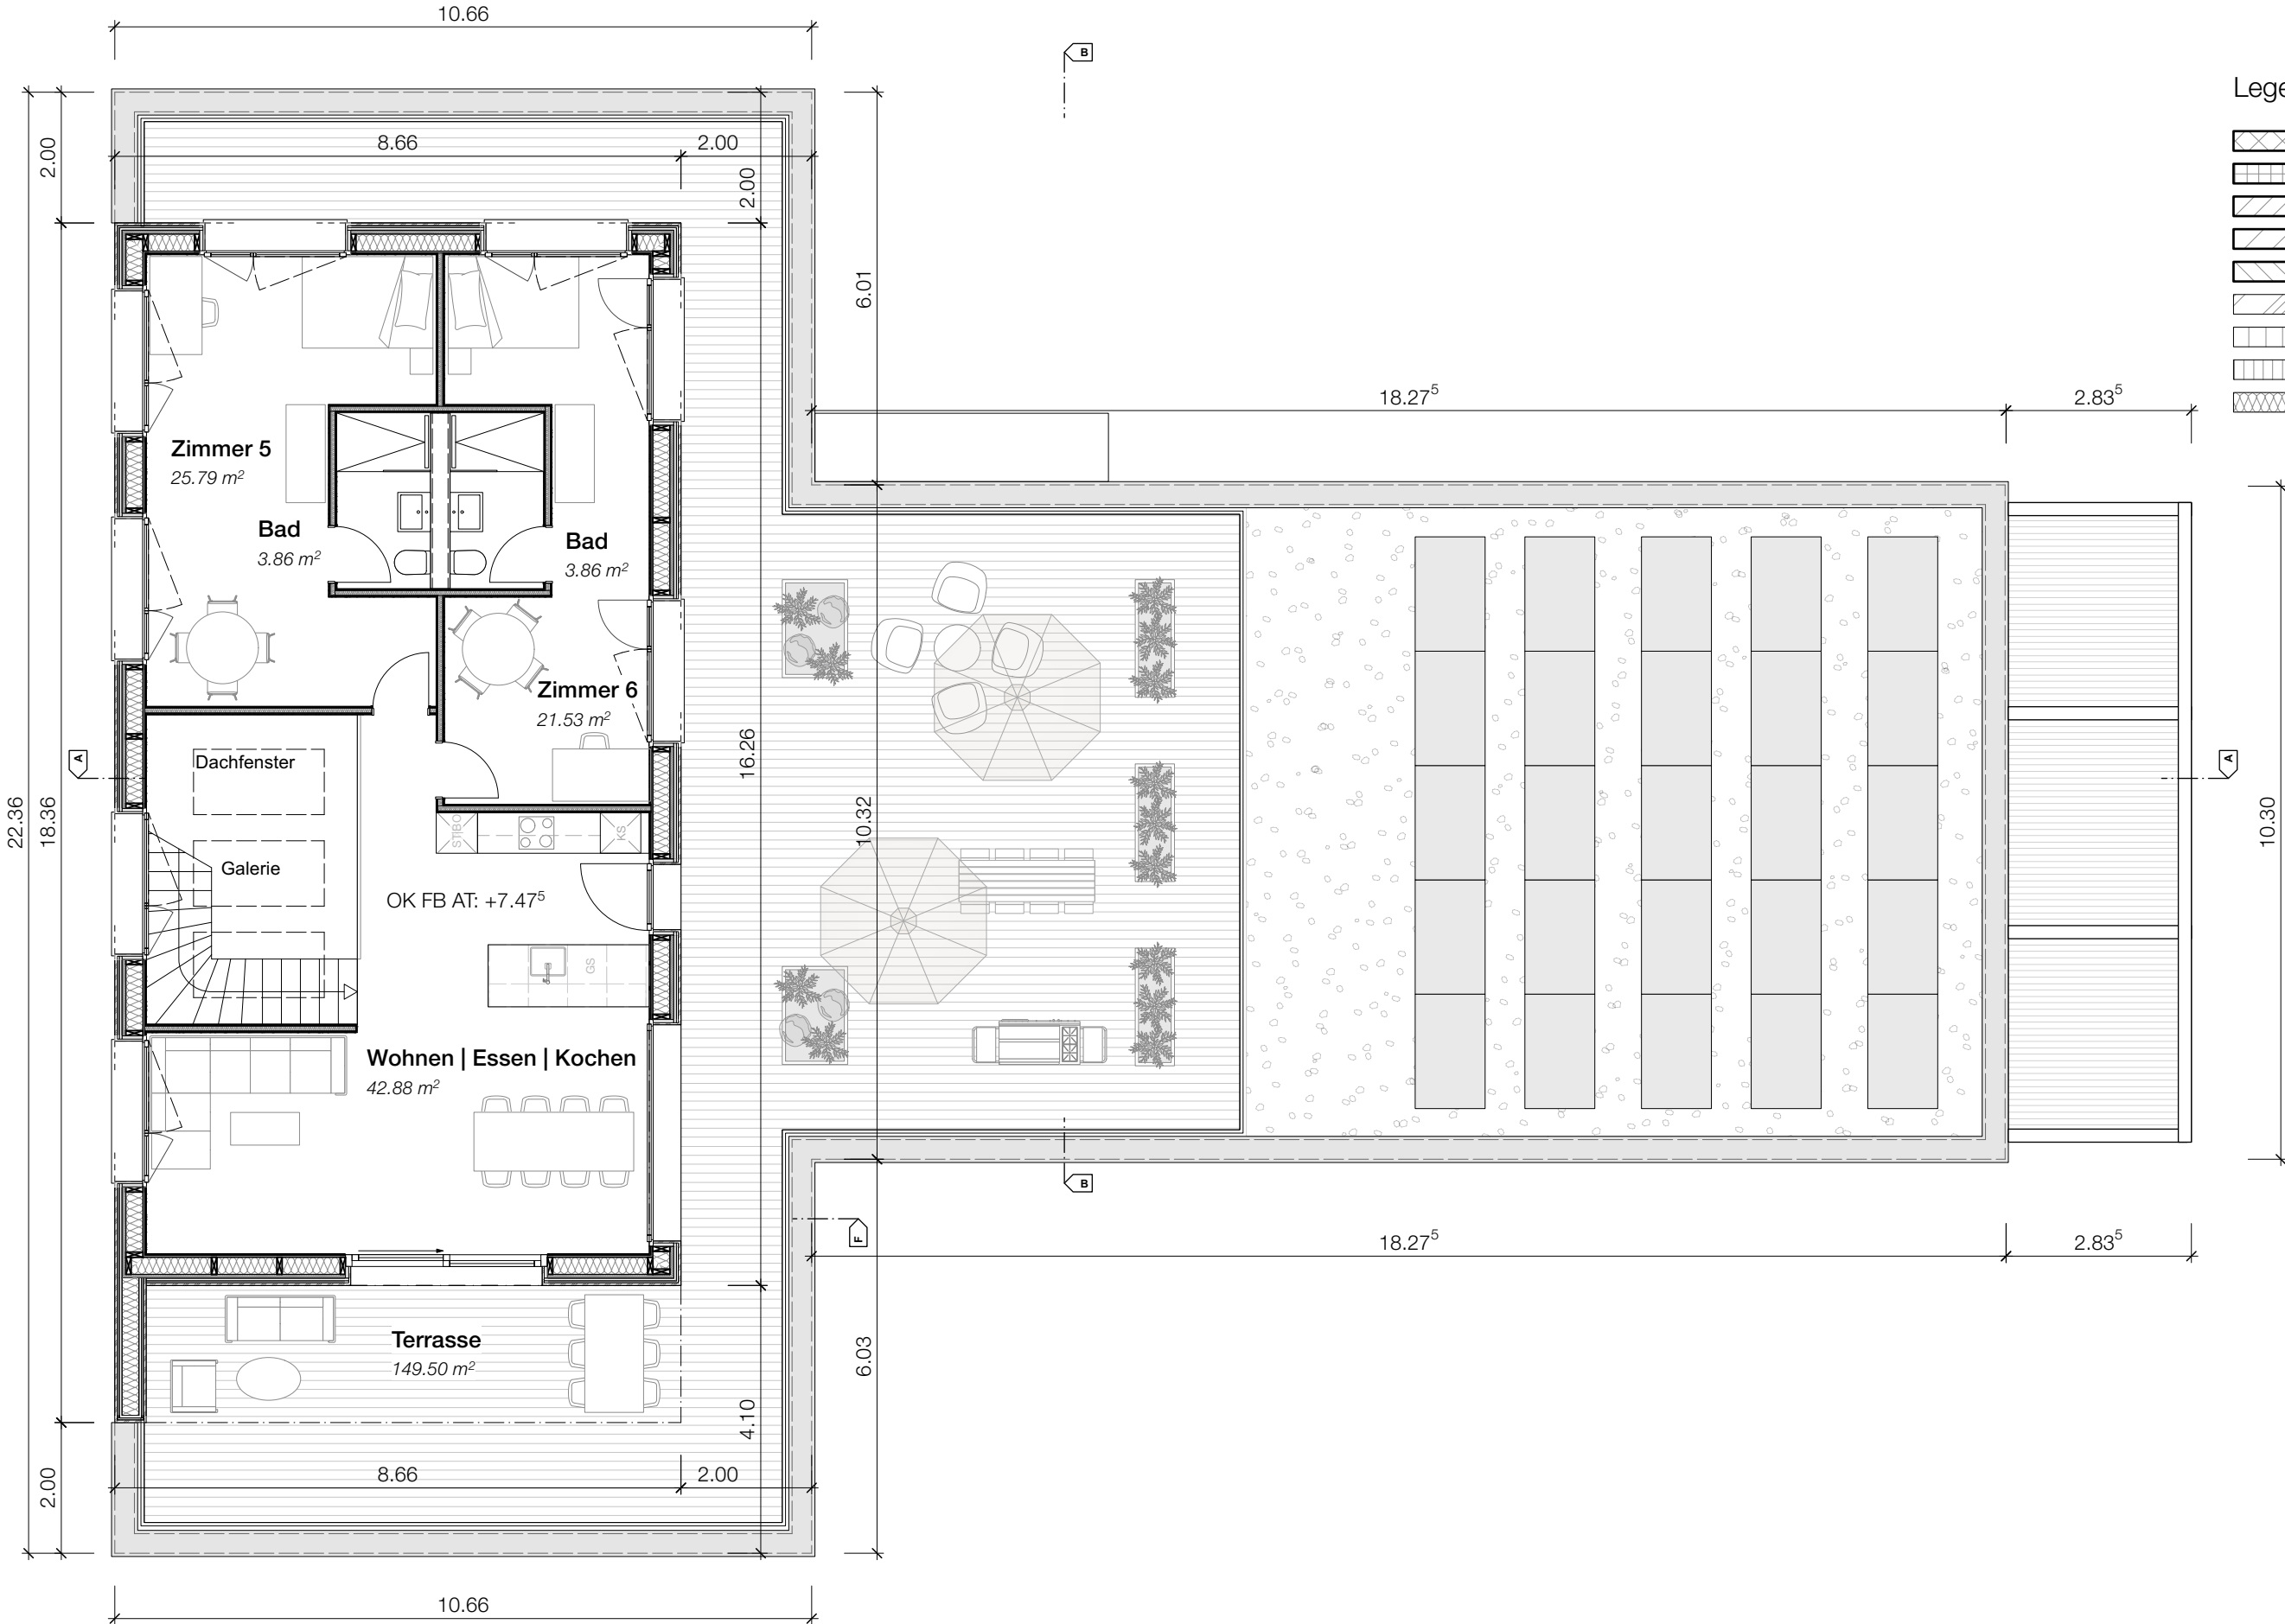 10.66
B
Lege
2.00
8.66
2.00
2.00
6.01
18.27⁵
2.83⁵
Zimmer 5
25.79 m²
Bad
3.86 m²
Bad
3.86 m²
Zimmer 6
21.53 m²
A
Dachfenster
16.26
A
22.36
18.36
10.32
10.30
STIBO
KS
Galerie
OK FB AT: +7.47⁵
GS
Wohnen | Essen | Kochen
42.88 m²
B
F
18.27⁵
2.83⁵
Terrasse
149.50 m²
6.03
4.10
2.00
8.66
2.00
10.66